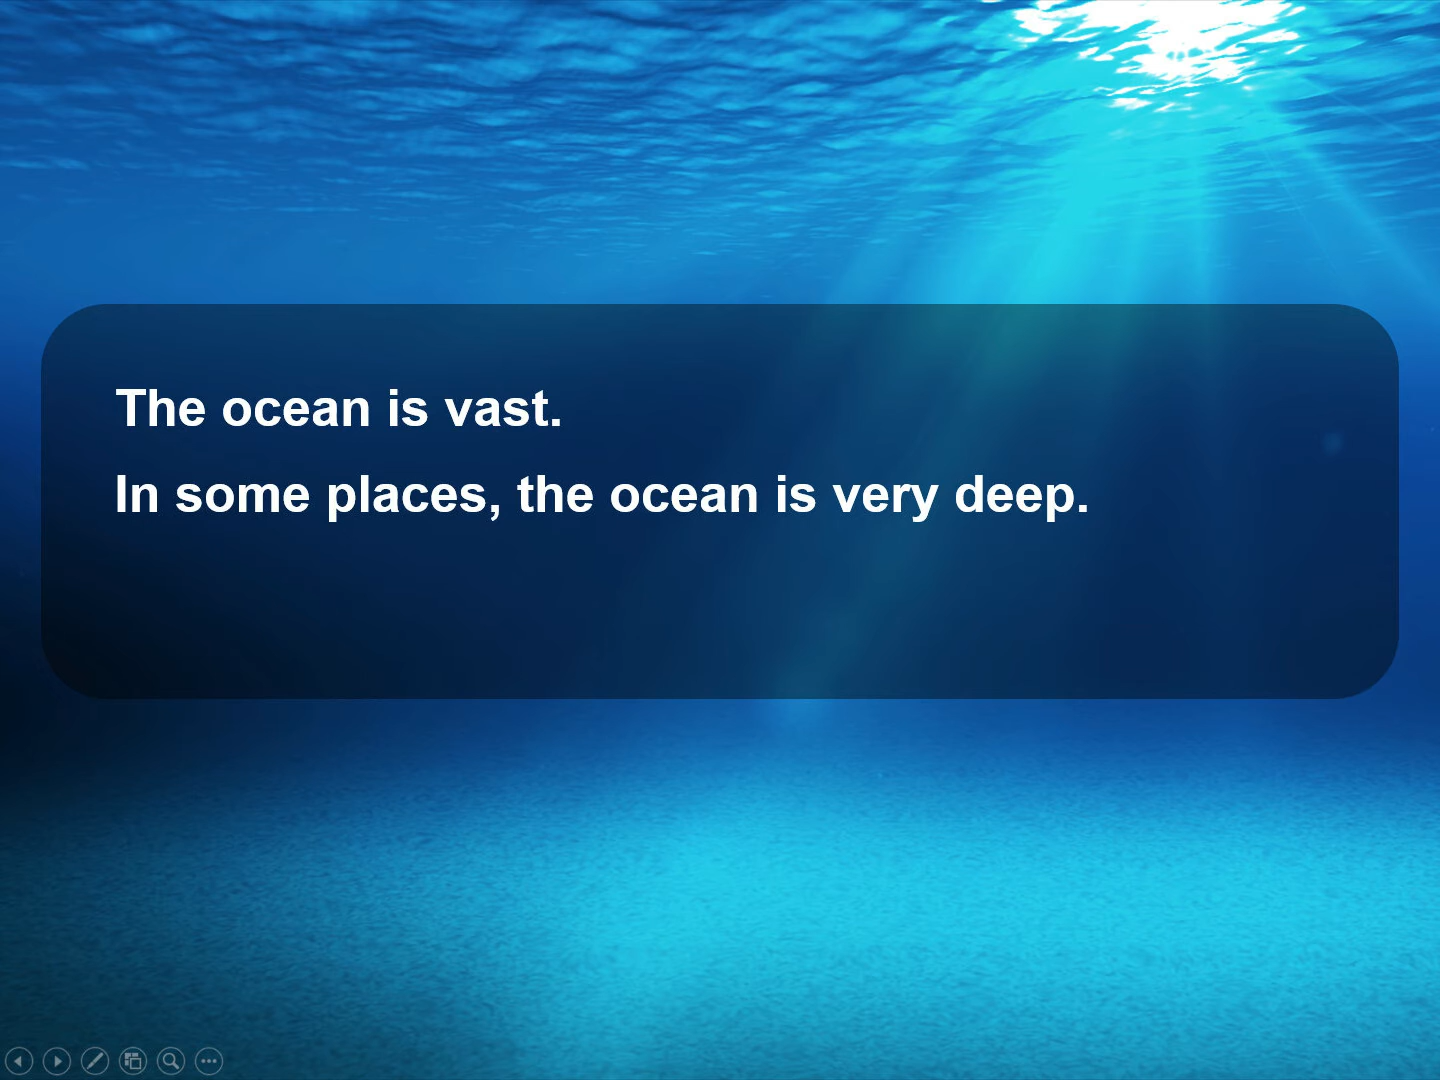 The ocean is vast.
In some places, the ocean is very deep.